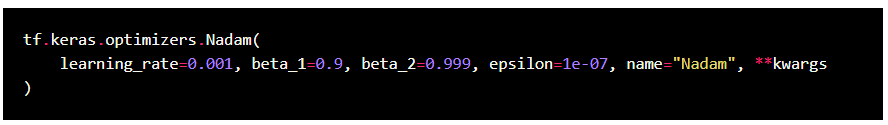 tf.keras.optimizers.Nadam(
    learning_rate=0.001, beta_1=0.9, beta_2=0.999, epsilon=1e-07, name="Nadam", **kwargs
)